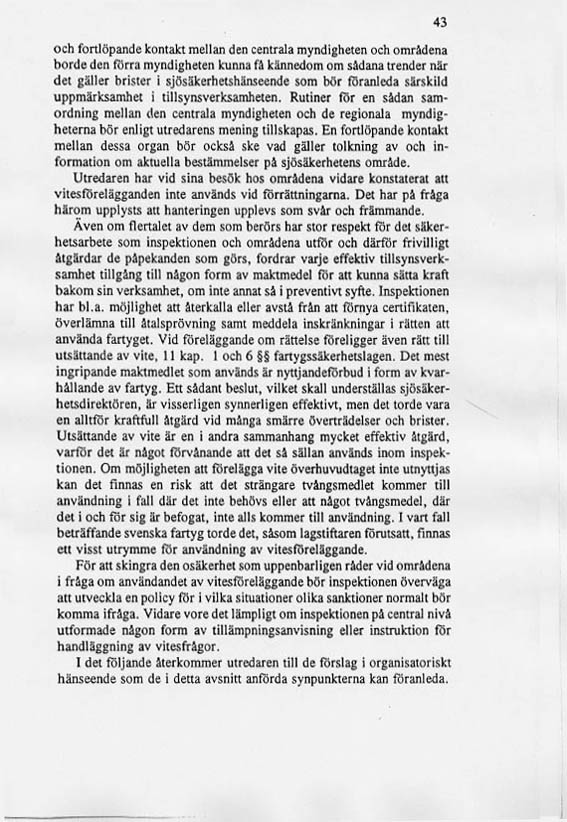 43
och fortlöpande kontakt mellan den centrala myndigheten och områdena
borde den förra myndigheten kunna få kännedom om sådana trender när
det gäller brister i sjösäkerhetshänseende som bör föranleda särskild
uppmärksamhet i tillsynsverksamheten. Rutiner för en sådan sam-
ordning mellan den centrala myndigheten och de regionala myndig-
heterna bör enligt utredarens mening tillskapas. En fortlöpande kontakt
mellan dessa organ bör också ske vad gäller tolkning av och in-
formation om aktuella bestämmelser på sjösäkerhetens område.
Utredaren har vid sina besök hos områdena vidare konstaterat att
vitesförelägganden inte används vid förrättningarna. Det har på fråga
härom upplysts att hanteringen upplevs som svår och främmande.
Även om flertalet av dem som berörs har stor respekt för det säker-
hetsarbete som inspektionen och områdena utför och därför frivilligt
åtgärdar de påpekanden som görs, fordrar varje effektiv tillsynsverk-
samhet tillgång till någon form av maktmedel för att kunna sätta kraft
bakom sin verksamhet, om inte annat så i preventivt syfte. Inspektionen
har bl.a. möjlighet att återkalla eller avstå från att förnya certifikaten,
överlämna till åtalsprövning samt meddela inskränkningar i rätten att
använda fartyget. Vid föreläggande om rättelse föreligger även rätt till
utsättande av vite, 11 kap. 1 och 6 §§ fartygssäkerhetslagen. Det mest
ingripande maktmedlet som används är nyttjandeförbud i form av kvar-
hållande av fartyg. Ett sådant beslut, vilket skall underställas sjösäker-
hetsdirektören, är visserligen synnerligen effektivt, men det torde vara
en alltför kraftfull åtgärd vid många smärre överträdelser och brister.
Utsättande av vite är en i andra sammanhang mycket effektiv åtgärd,
varför det är något förvånande att det så sällan används inom inspek-
tionen. Om möjligheten att förelägga vite överhuvudtaget inte utnyttjas
kan det finnas en risk att det strängare tvångsmedlet kommer till
användning i fall där det inte behövs eller att något tvångsmedel, där
det i och för sig är befogat, inte alls kommer till användning. I vart fall
beträffande svenska fartyg torde det, såsom lagstiftaren förutsatt, finnas
ett visst utrymme för användning av vitesföreläggande.
För att skingra den osäkerhet som uppenbarligen råder vid områdena
i fråga om användandet av vitesföreläggande bör inspektionen överväga
att utveckla en policy för i vilka situationer olika sanktioner normalt bör
komma ifråga. Vidare vore det lämpligt om inspektionen på central nivå
utformade någon form av tillämpningsanvisning eller instruktion för
handläggning av vitesfrågor.
I det följande återkommer utredaren till de förslag i organisatoriskt
hänseende som de i detta avsnitt anförda synpunkterna kan föranleda.